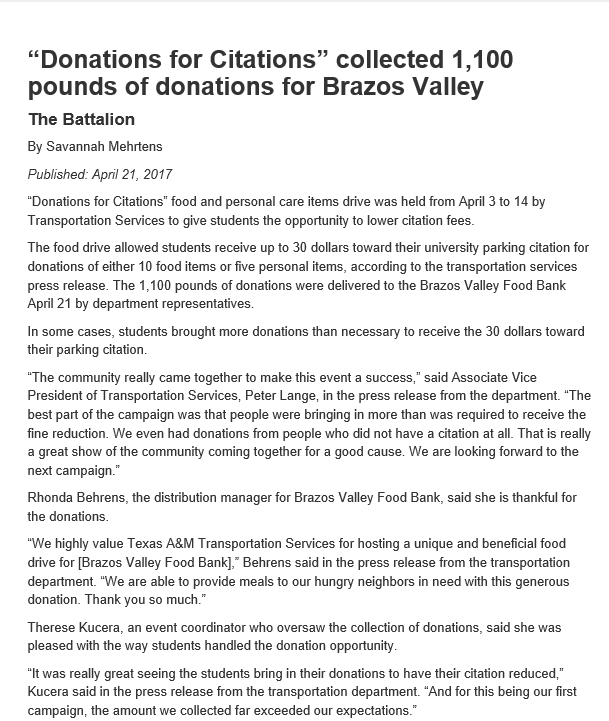 “Donations for Citations” collected 1,100
pounds of donations for Brazos Valley
The Battalion
By Savannah Mehrtens
Published: April 21, 2017
“Donations for Citations” food and personal care items drive was held from April 3 to 14 by
Transportation Services to give students the opportunity to lower citation fees.
The food drive allowed students receive up to 30 dollars toward their university parking citation for
donations of either 10 food items or five personal items, according to the transportation services
press release. The 1,100 pounds of donations were delivered to the Brazos Valley Food Bank
April 21 by department representatives.
In some cases, students brought more donations than necessary to receive the 30 dollars toward
their parking citation.
“The community really came together to make this event a success,” said Associate Vice
President of Transportation Services, Peter Lange, in the press release from the department. “The
best part of the campaign was that people were bringing in more than was required to receive the
fine reduction. We even had donations from people who did not have a citation at all. That is really
a great show of the community coming together for a good cause. We are looking forward to the
next campaign.”
Rhonda Behrens, the distribution manager for Brazos Valley Food Bank, said she is thankful for
the donations.
“We highly value Texas A&M Transportation Services for hosting a unique and beneficial food
drive for [Brazos Valley Food Bank],” Behrens said in the press release from the transportation
department. “We are able to provide meals to our hungry neighbors in need with this generous
donation. Thank you so much.”
Therese Kucera, an event coordinator who oversaw the collection of donations, said she was
pleased with the way students handled the donation opportunity.
“It was really great seeing the students bring in their donations to have their citation reduced,”
Kucera said in the press release from the transportation department. “And for this being our first
campaign, the amount we collected far exceeded our expectations.”